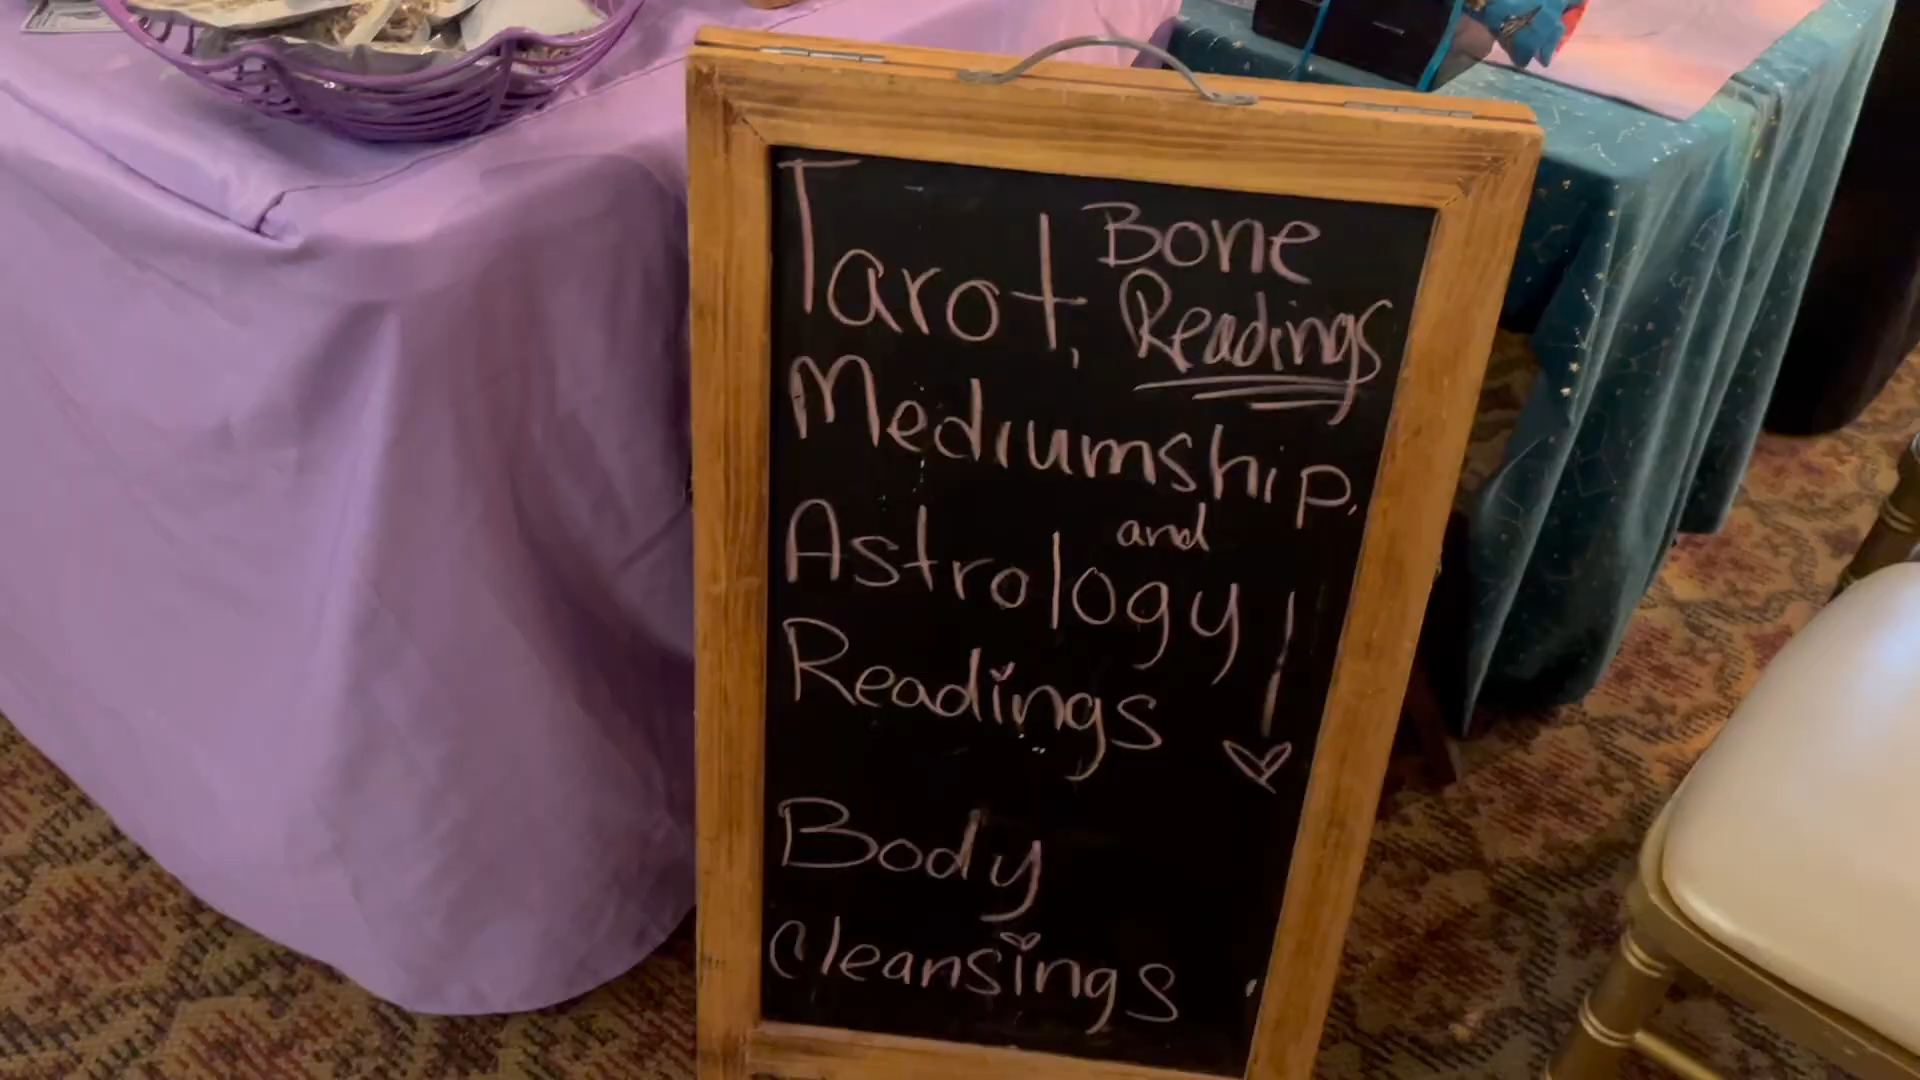 Tarot, Bone
Readings
Mediumship,
and
Astrology!
Readings
Body
Cleansings